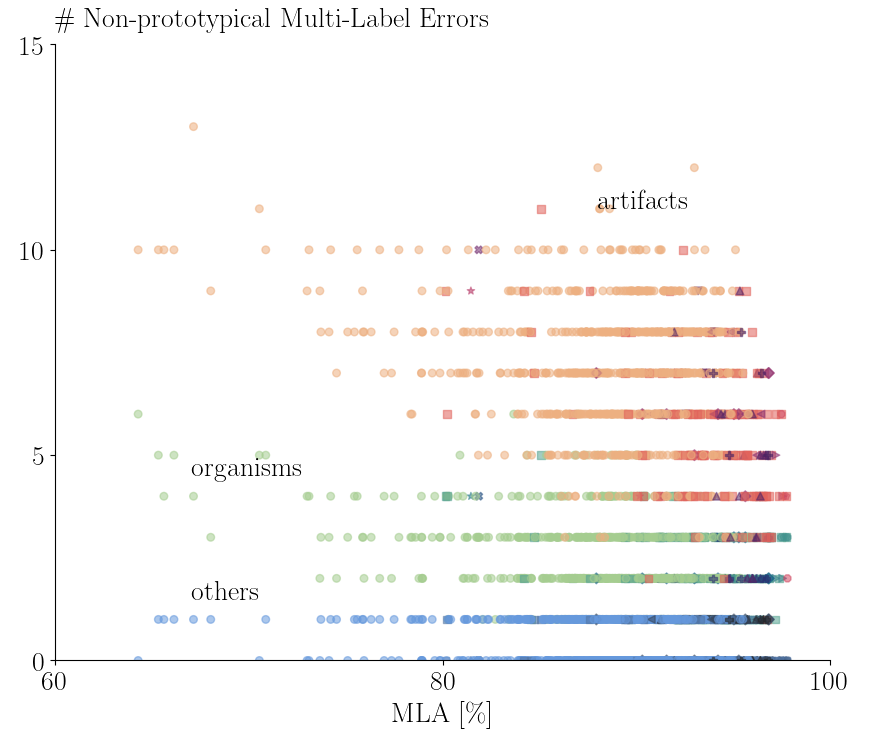 # Non-prototypical Multi-Label Errors
15
artifacts
10
5
organisms
others
0
60
80
100
MLA [%]